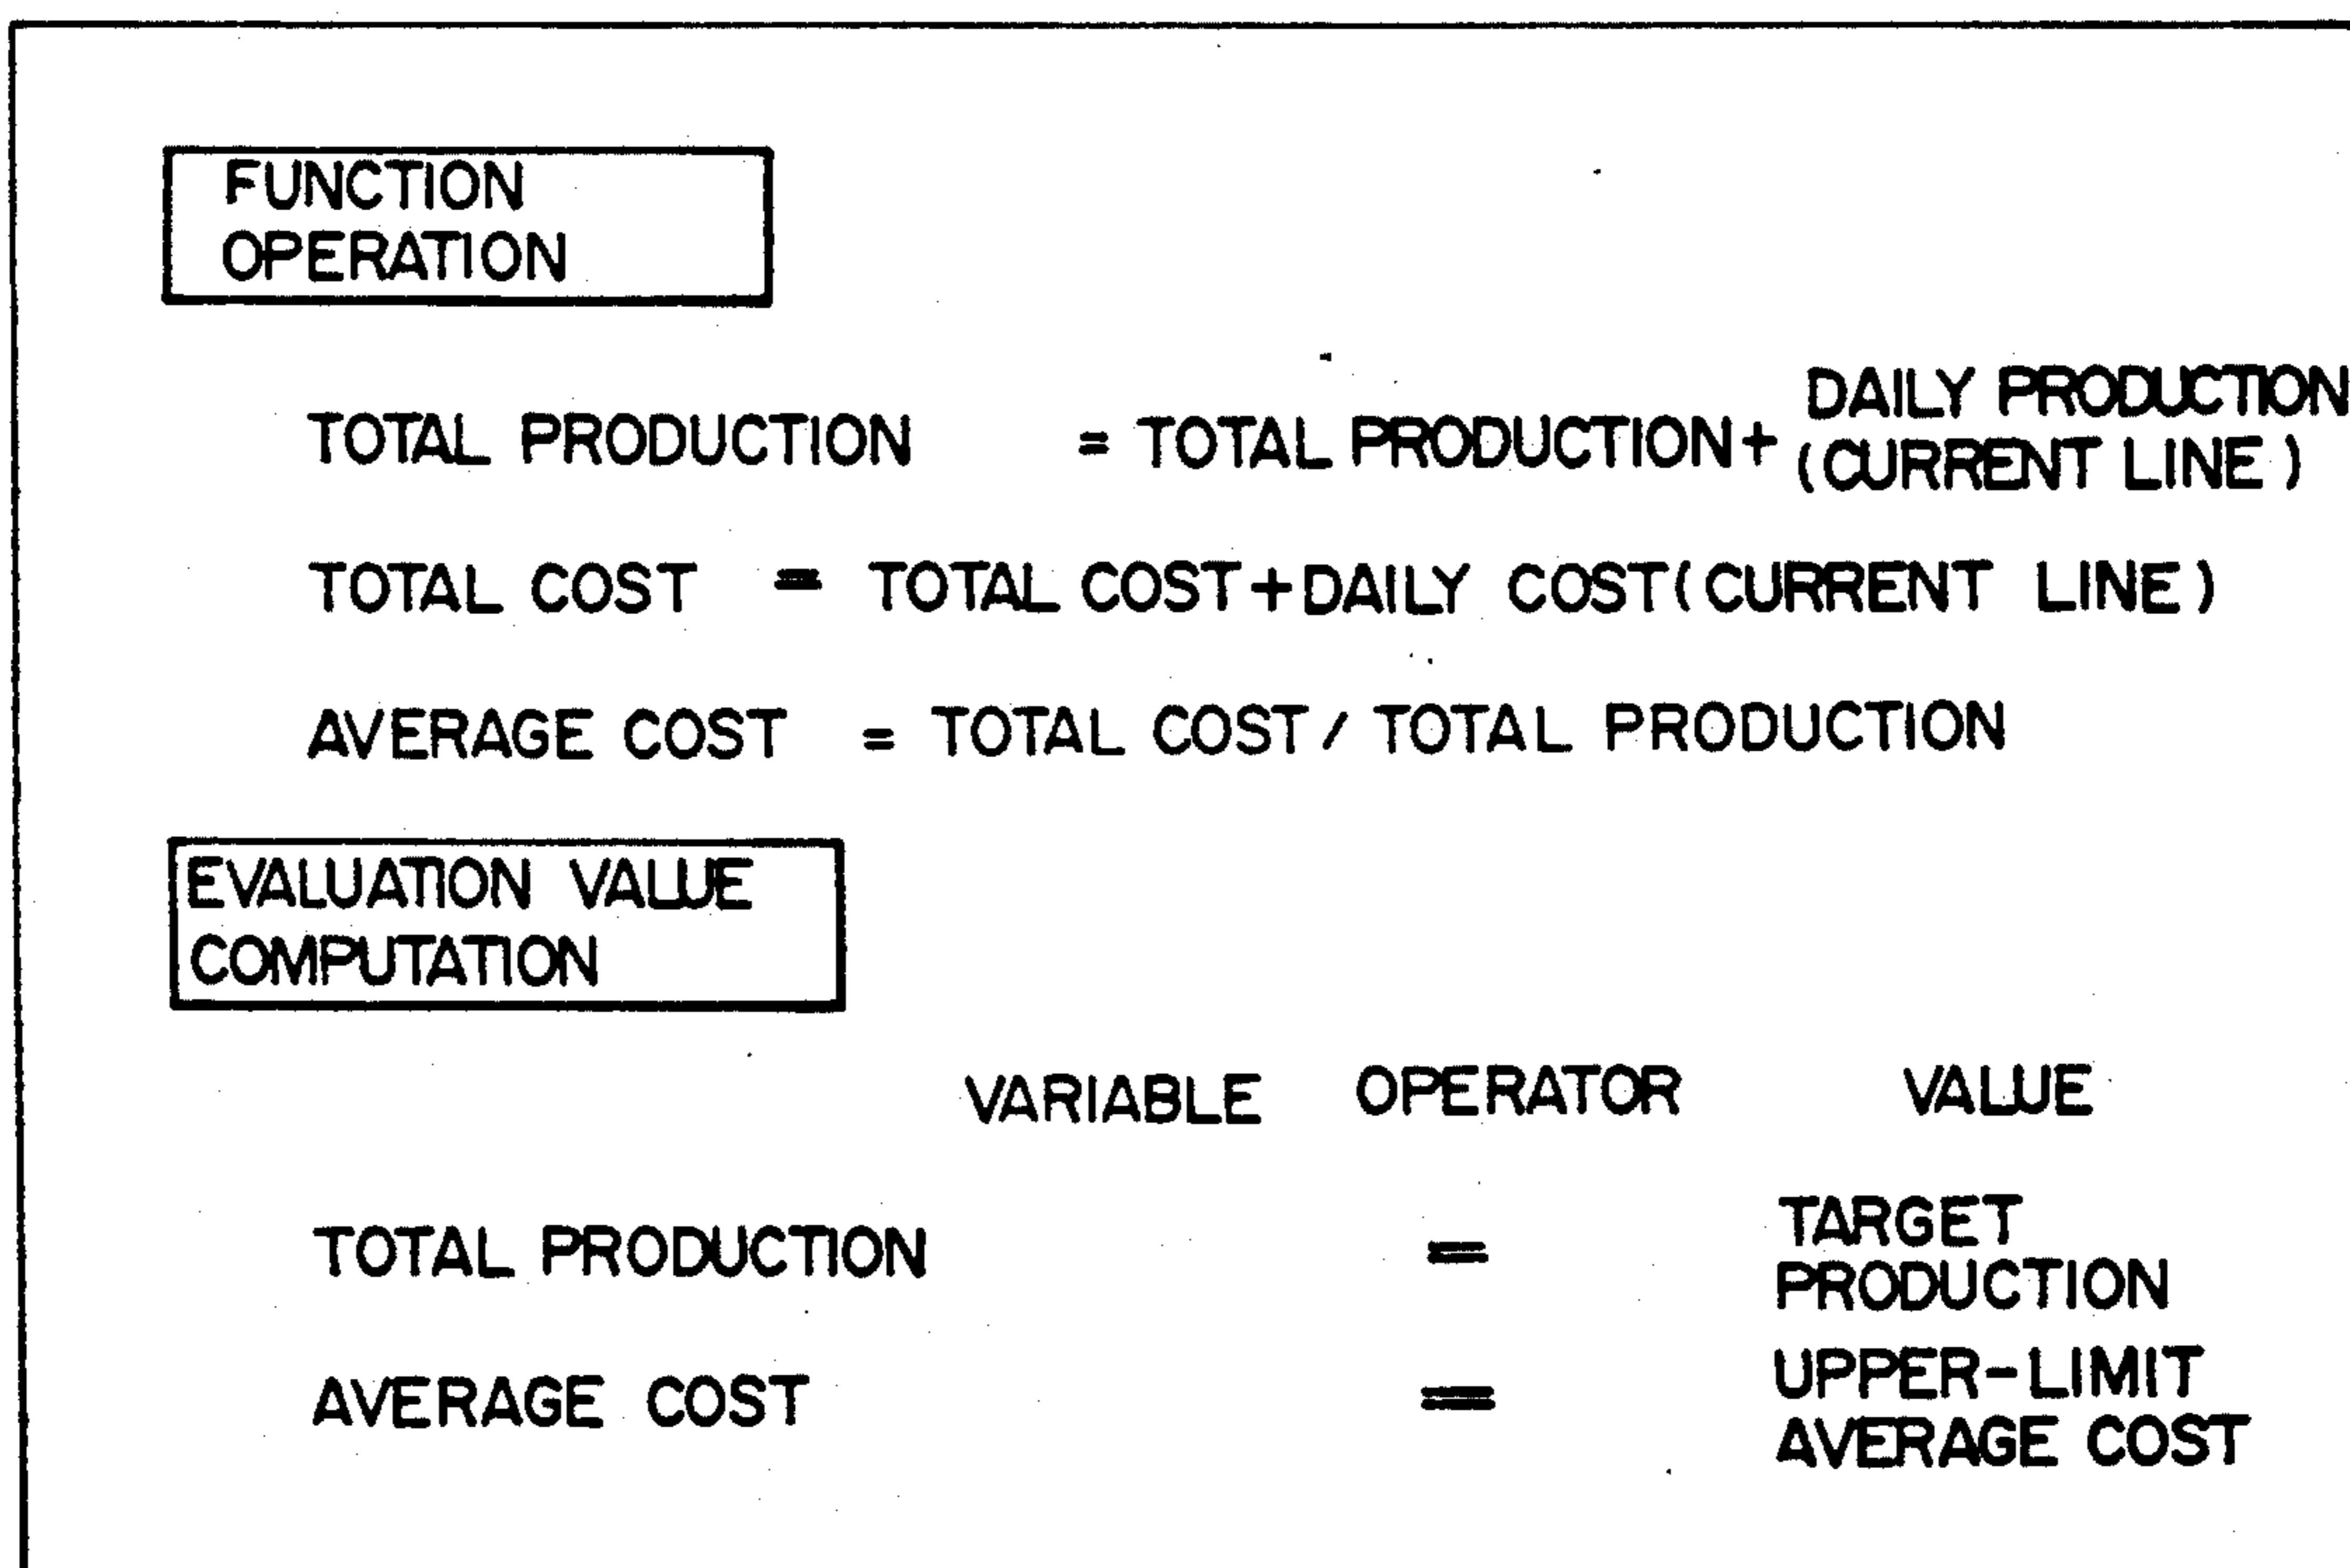 FUNCTION
OPERATION
TOTAL PRODUCTION = TOTAL PRODUCTION + DAILY PRODUCTION
(CURRENT LINE)
TOTAL COST = TOTAL COST + DAILY COST (CURRENT LINE)
AVERAGE COST = TOTAL COST / TOTAL PRODUCTION
EVALUATION VALUE
COMPUTATION
VARIABLE OPERATOR VALUE
TOTAL PRODUCTION = TARGET
PRODUCTION
AVERAGE COST = UPPER-LIMIT
AVERAGE COST